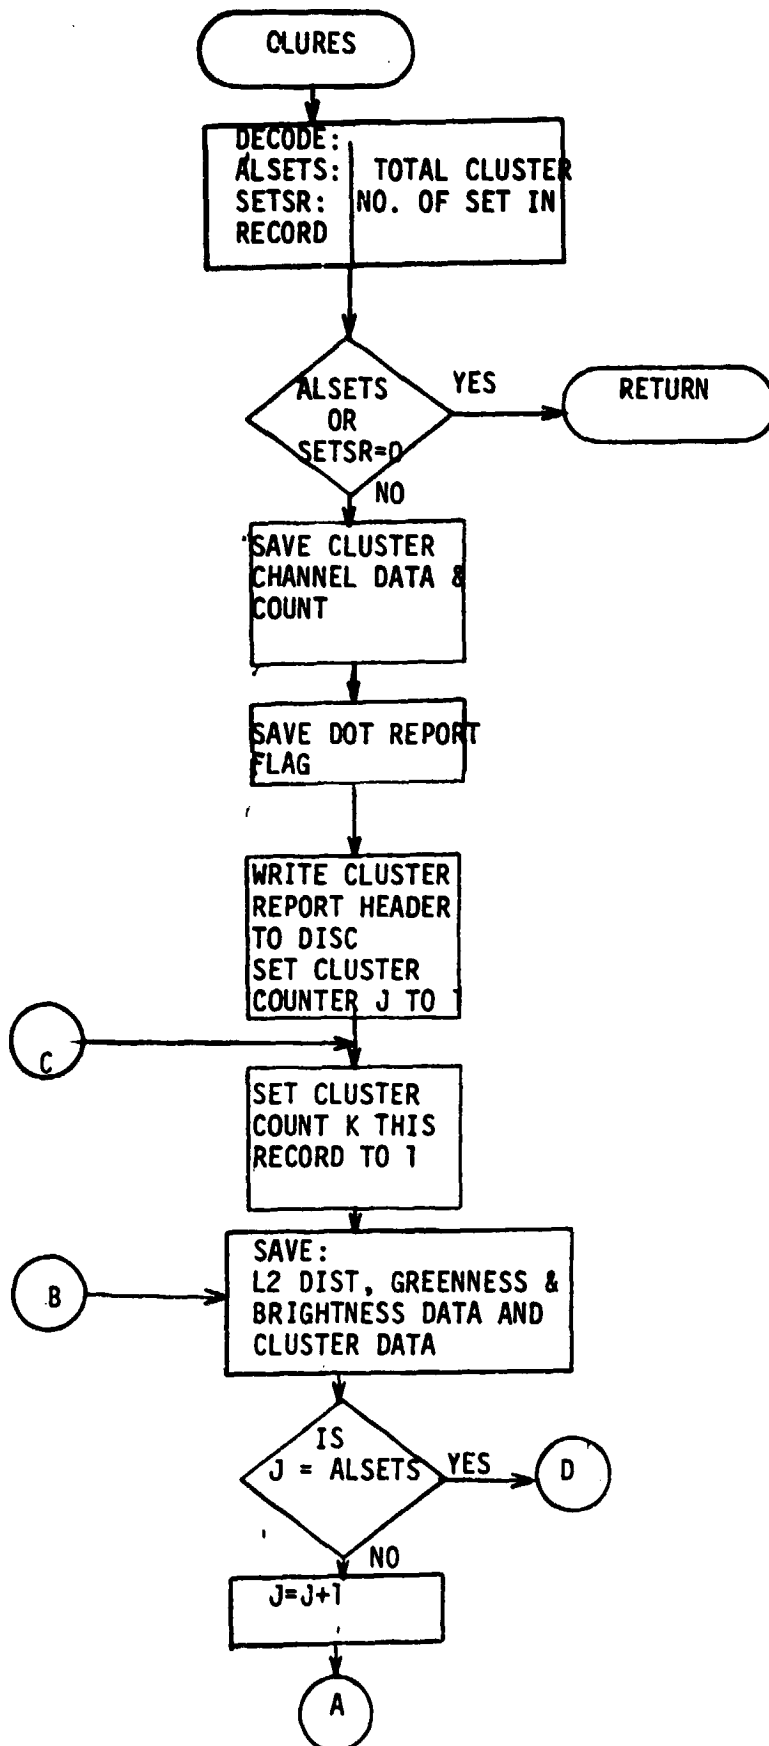 CLURES
DECODE:
ALSETS: TOTAL CLUSTER
SETSR: NO. OF SET IN
RECORD
ALSETS
OR
SETSR=0
YES
RETURN
NO
SAVE CLUSTER
CHANNEL DATA &
COUNT
SAVE DOT REPORT
FLAG
WRITE CLUSTER
REPORT HEADER
TO DISC
SET CLUSTER
COUNTER J TO 1
C
SET CLUSTER
COUNT K THIS
RECORD TO 1
B
SAVE:
L2 DIST, GREENNESS &
BRIGHTNESS DATA AND
CLUSTER DATA
IS
J = ALSETS
YES
D
NO
J=J+1
A